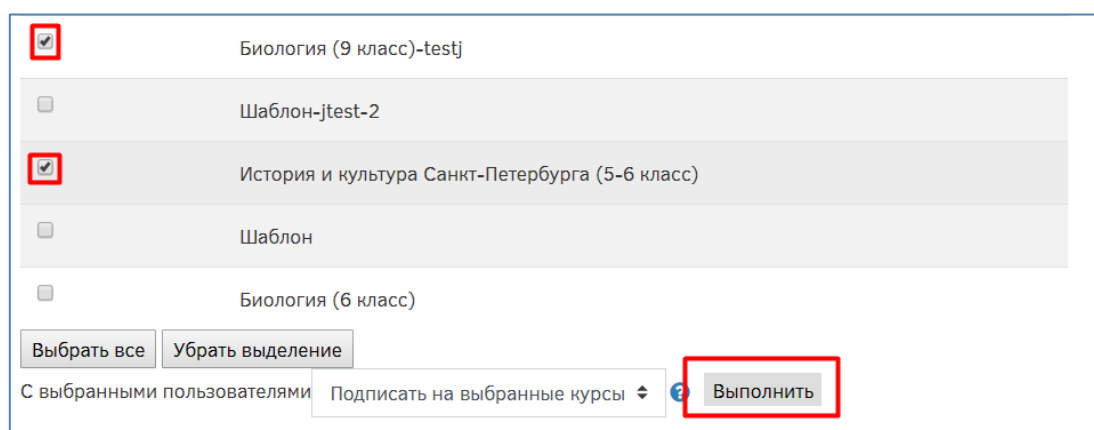 Биология (9 класс)-testj
Шаблон-jtest-2
История и культура Санкт-Петербурга (5-6 класс)
Шаблон
Биология (6 класс)
Выбрать все Убрать выделение
С выбранными пользователями Подписать на выбранные курсы ? Выполнить